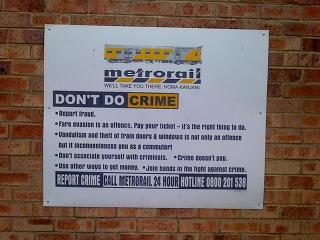 metrorail
WE'LL TAKE YOU THERE. NOMA KANJANI
DON'T DO CRIME
• Report fraud.
• Fare evasion is an offence. Pay your ticket – it's the right thing to do.
• Vandalism and theft of train doors & windows is not only an offence
but it inconveniences you as a commuter!
• Don't associate yourself with criminals. • Crime doesn't pay.
• Use other ways to get money. • Join hands in the fight against crime.
REPORT CRIME CALL METRORAIL 24 HOUR HOTLINE 0800 201 538